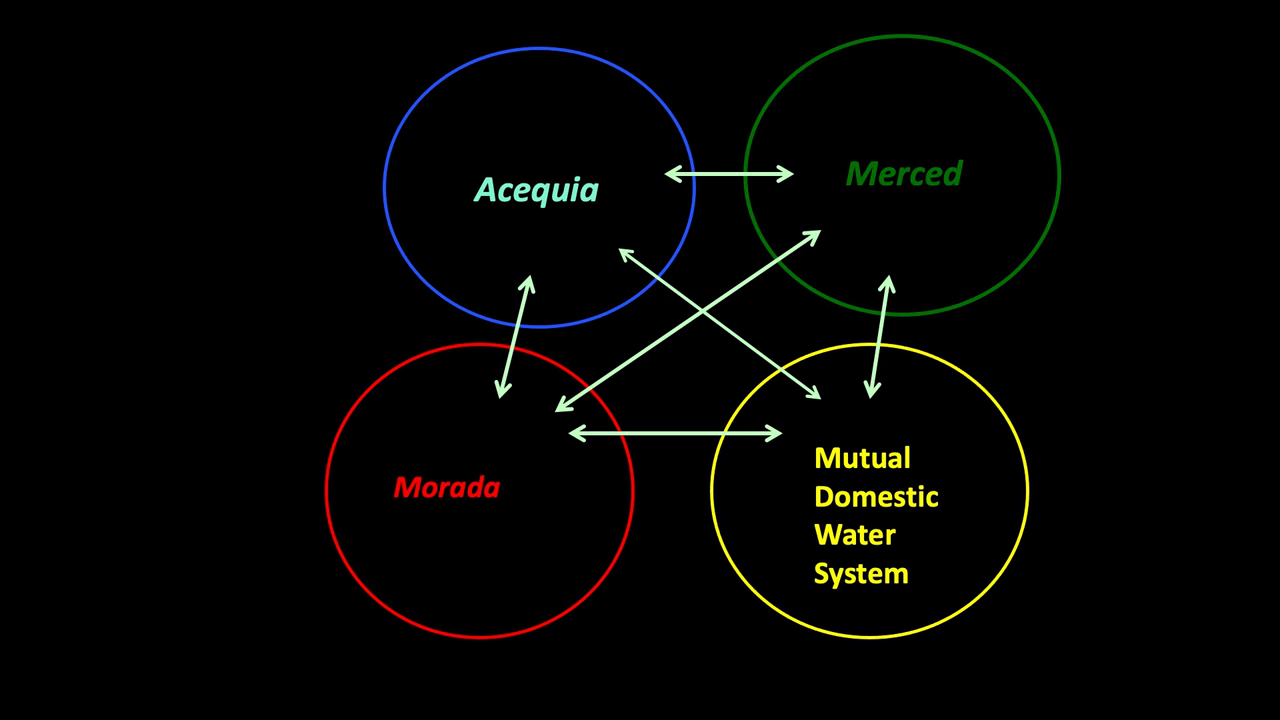 Acequia
Merced
Morada
Mutual
Domestic
Water
System